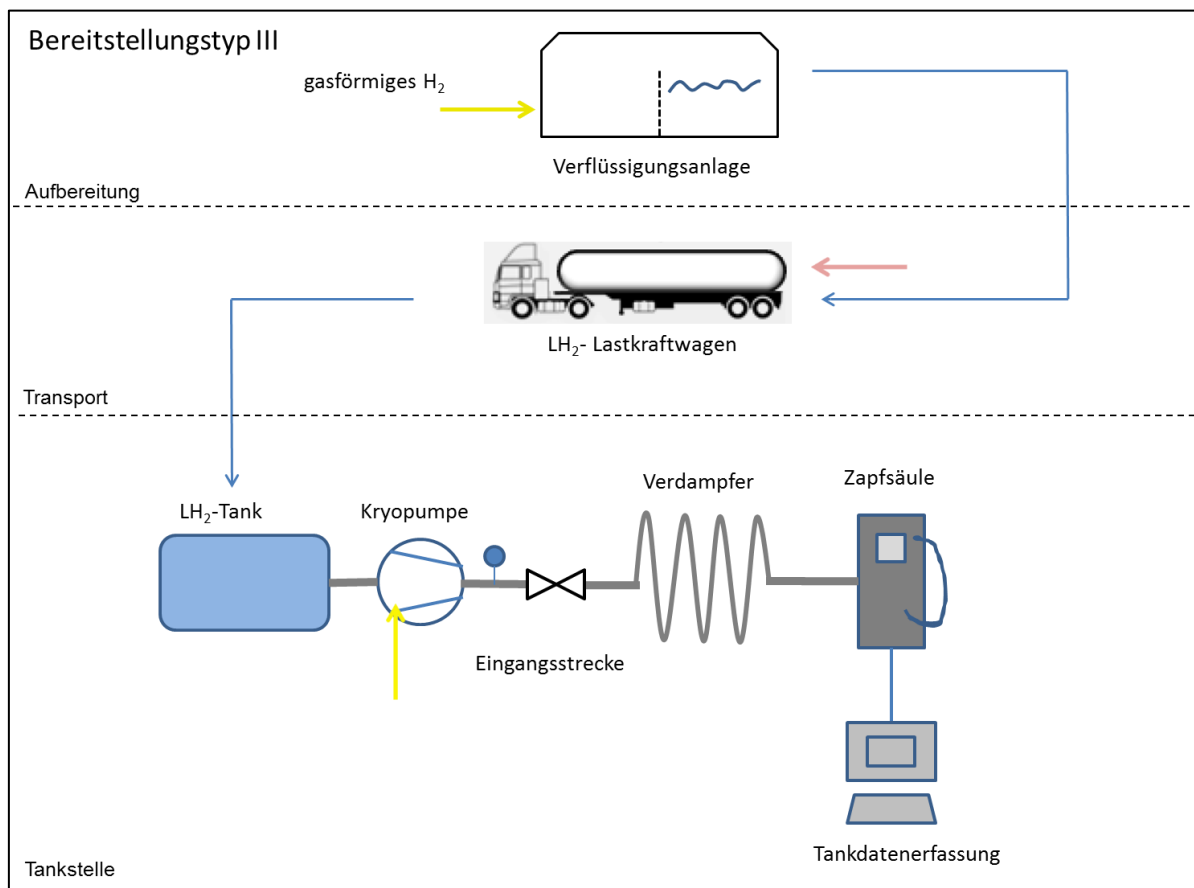 Bereitstellungstyp III
gasförmiges H₂
Verflüssigungsanlage
Aufbereitung
LH₂- Lastkraftwagen
Transport
LH₂-Tank
Kryopumpe
Verdampfer
Zapfsäule
Eingangsstrecke
Tankdatenerfassung
Tankstelle